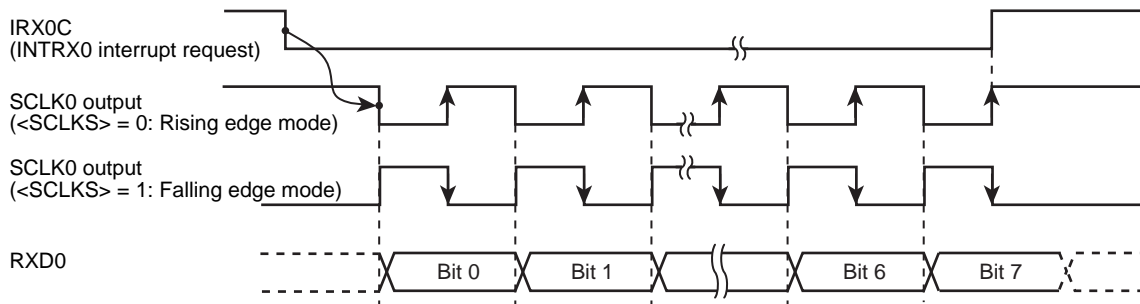 IRX0C
(INTRX0 interrupt request)
SCLK0 output
(<SCLKS> = 0: Rising edge mode)
SCLK0 output
(<SCLKS> = 1: Falling edge mode)
RXD0
Bit 0
Bit 1
Bit 6
Bit 7